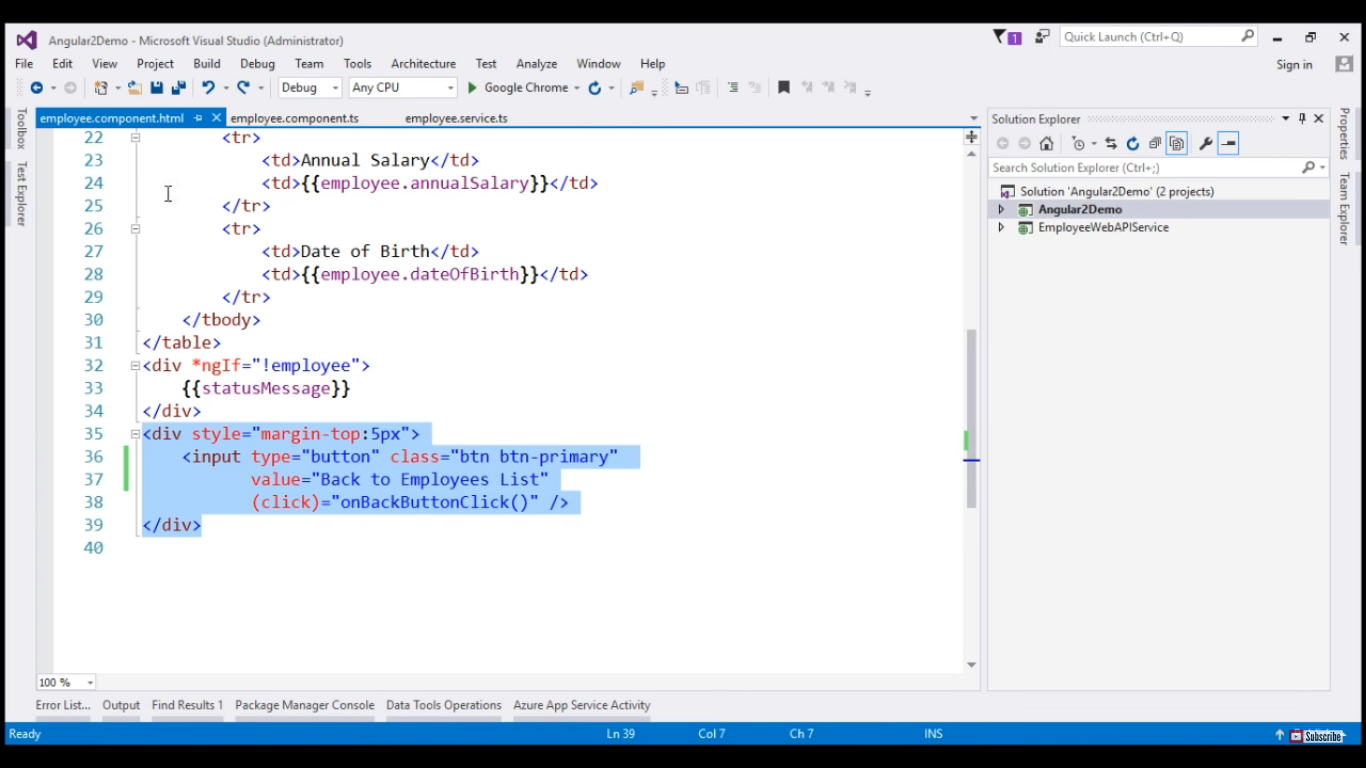 Angular2Demo - Microsoft Visual Studio (Administrator)
1
Quick Launch (Ctrl+Q)
File Edit View Project Build Debug Team Tools Architecture Test Analyze Window Help
Sign in
Debug Any CPU Google Chrome
employee.component.html employee.component.ts employee.service.ts
Toolbox
Test Explorer
22 <tr>
23 <td>Annual Salary</td>
24 <td>{{employee.annualSalary}}</td>
25 </tr>
26 <tr>
27 <td>Date of Birth</td>
28 <td>{{employee.dateOfBirth}}</td>
29 </tr>
30 </tbody>
31 </table>
32 <div *ngIf="!employee">
33 {{statusMessage}}
34 </div>
35 <div style="margin-top:5px">
36 <input type="button" class="btn btn-primary"
37 value="Back to Employees List"
38 (click)="onBackButtonClick()" />
39 </div>
40
100 %
Solution Explorer
Search Solution Explorer (Ctrl+;)
Solution 'Angular2Demo' (2 projects)
Angular2Demo
EmployeeWebAPIService
Properties
Team Explorer
Error List... Output Find Results 1 Package Manager Console Data Tools Operations Azure App Service Activity
Ready Ln 39 Col 7 Ch 7 INS
Subscribe